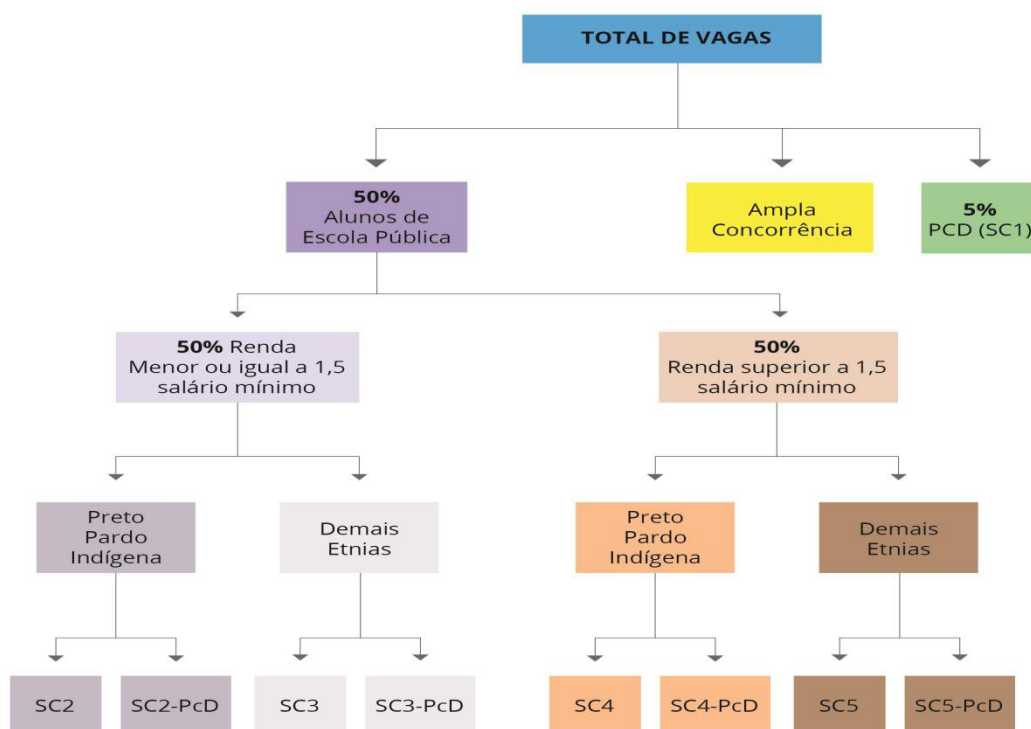 TOTAL DE VAGAS
50%
Alunos de
Escola Pública
Ampla
Concorrência
5%
PCD (SC1)
50% Renda
Menor ou igual a 1,5
salário mínimo
50%
Renda superior a 1,5
salário mínimo
Preto
Pardo
Indígena
Demais
Etnias
Preto
Pardo
Indígena
Demais
Etnias
SC2
SC2-PcD
SC3
SC3-PcD
SC4
SC4-PcD
SC5
SC5-PcD